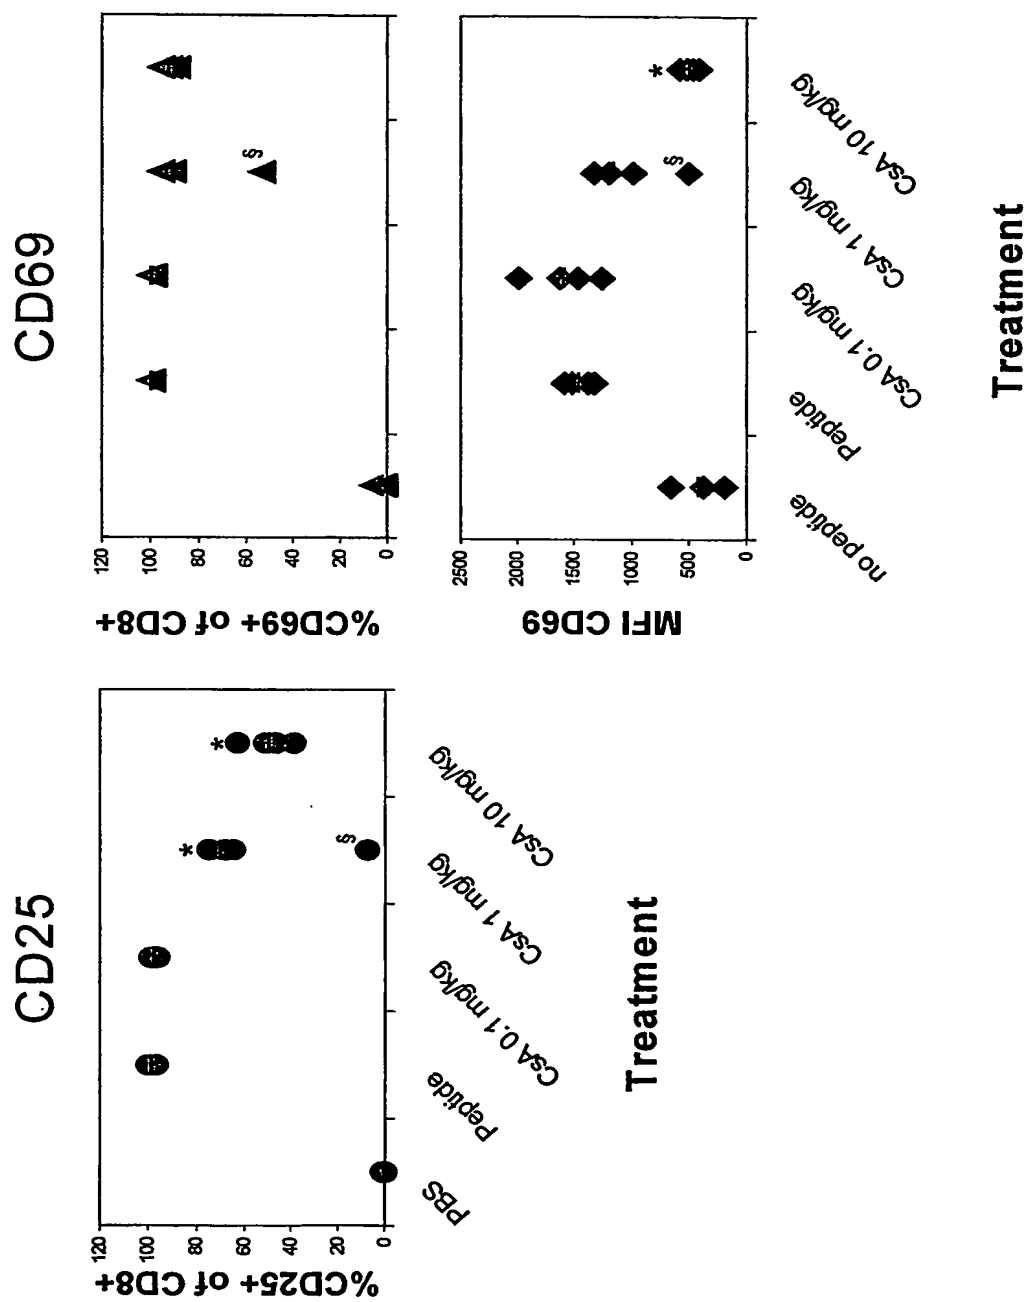 CD25
%CD25+ of CD8+
120
100
80
60
40
20
0
*
§
*
PBS
Peptide
CsA 0.1 mg/kg
CsA 1 mg/kg
CsA 10 mg/kg
Treatment
CD69
%CD69+ of CD8+
120
100
80
60
40
20
0
§
MFI CD69
2500
2000
1500
1000
500
0
§
*
no peptide
Peptide
CsA 0.1 mg/kg
CsA 1 mg/kg
CsA 10 mg/kg
Treatment